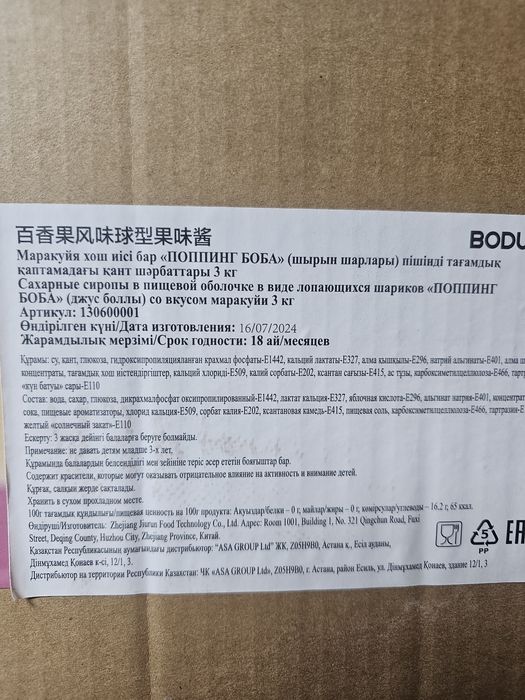 百香果风味球型果味酱
BODU
Маракуйя хош иісі бар «ПОППИНГ БОБА» (шырын шарлары) пішінді тағамдық
қаптамадағы қант шәрбаттары 3 кг
Сахарные сиропы в пищевой оболочке в виде лопающихся шариков «ПОППИНГ
БОБА» (джус боллы) со вкусом маракуйи 3 кг
Артикул: 130600001
Өндірілген күні/Дата изготовления: 16/07/2024
Жарамдылық мерзімі/Срок годности: 18 ай/месяцев
Құрамы: су, қант, глюкоза, гидроксипропилияцияланған крахмал фосфаты-Е1442, кальций лактаты-Е327, алма қышқылы-Е296, натрий альгинаты-Е401, алма ш
концентраты, тағамдық хош иістендіргіштер, кальций хлориді-Е509, калий сорбаты-Е202, ксантан сағызы-Е415, ас тұзы, карбоксиметилцеллюлоза-Е466, тарт
«күн батуы» сары-Е110
Состав: вода, сахар, глюкоза, дикрахмалфосфат оксипропилированный-Е1442, лактат кальция-Е327, яблочная кислота-Е296, альгинат натрия-Е401, концентрат
сока, пищевые ароматизаторы, хлорид кальция-Е509, сорбат калия-Е202, ксантановая камедь-Е415, пищевая соль, карбоксиметилцеллюлоза-Е466, тартразин-Е
желтый «солнечный закат»-Е110
Ескерту: 3 жасқа дейінгі балаларға беруге болмайды.
Примечание: не давать детям младше 3-х лет.
Құрамында балалардың белсенділігі мен зейініне теріс әсер ететін бояғыштар бар.
Содержит красители, которые могут оказывать отрицательное влияние на активность и внимание детей.
Құрғақ, салқын жерде сақталады.
Хранить в сухом прохладном месте.
100г тағамдық құндылығы/пищевая ценность на 100г продукта: Ақуыздар/белки – 0 г, майлар/жиры – 0 г, көмірсулар/углеводы – 16,2 г; 65 ккал.
Өндіруші/Изготовитель: Zhejiang Jiurun Food Technology Co., Ltd. Адрес: Room 1001, Building 1, No. 321 Qingchun Road, Fuxi
Street, Deqing County, Huzhou City, Zhejiang Province, Китай.
Қазақстан Республикасының аумағындағы дистрибьютор: "ASA GROUP Ltd" ЖК, Z05H9B0, Астана қ., Есіл ауданы,
Дінмұхамед Қонаев к-сі, 12/1, 3.
Дистрибьютор на территории Республики Казахстан: ЧК «ASA GROUP Ltd», Z05H9B0, г. Астана, район Есиль, ул. Дінмұхамед Қонаев, здание 12/1, 3
5
PP
EAC